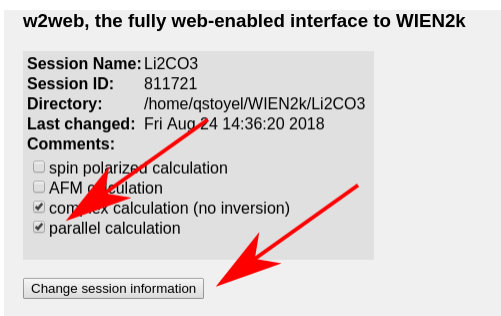 w2web, the fully web-enabled interface to WIEN2k
Session Name: Li2CO3
Session ID: 811721
Directory: /home/qstoyel/WIEN2k/Li2CO3
Last changed: Fri Aug 24 14:36:20 2018
Comments:
spin polarized calculation
AFM calculation
complex calculation (no inversion)
parallel calculation
Change session information